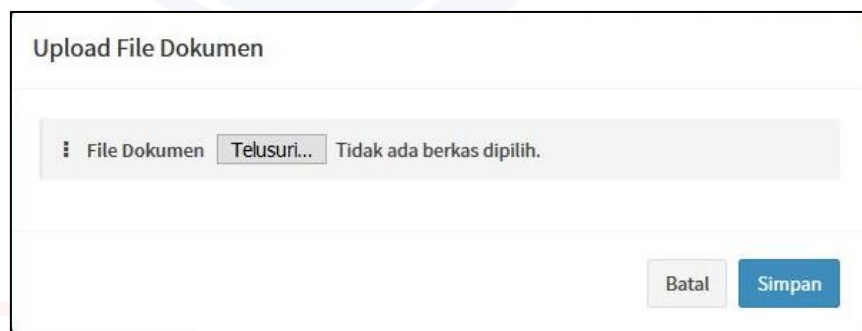 Upload File Dokumen
File Dokumen Telusuri... Tidak ada berkas dipilih.
Batal Simpan